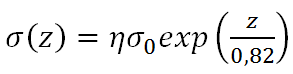 σ(z) = ησ₀exp(z/0,82)